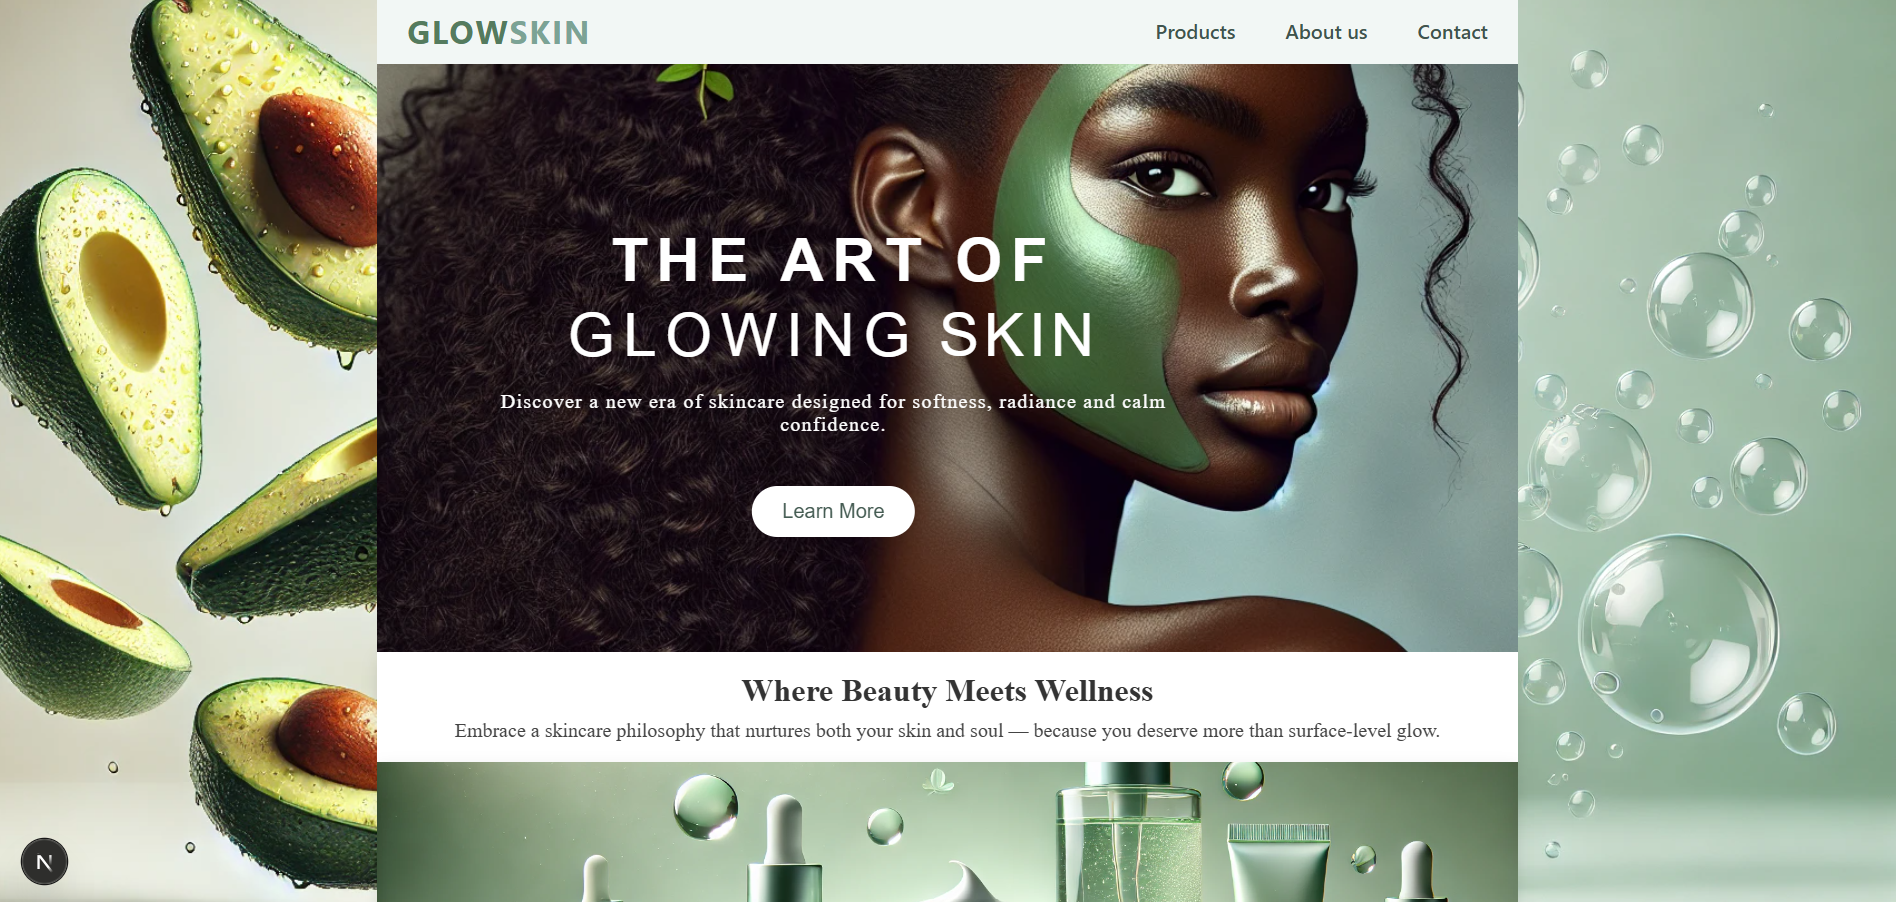 GLOWSKIN
Products
About us
Contact
THE ART OF
GLOWING SKIN
Discover a new era of skincare designed for softness, radiance and calm
confidence.
Learn More
Where Beauty Meets Wellness
Embrace a skincare philosophy that nurtures both your skin and soul — because you deserve more than surface-level glow.
N